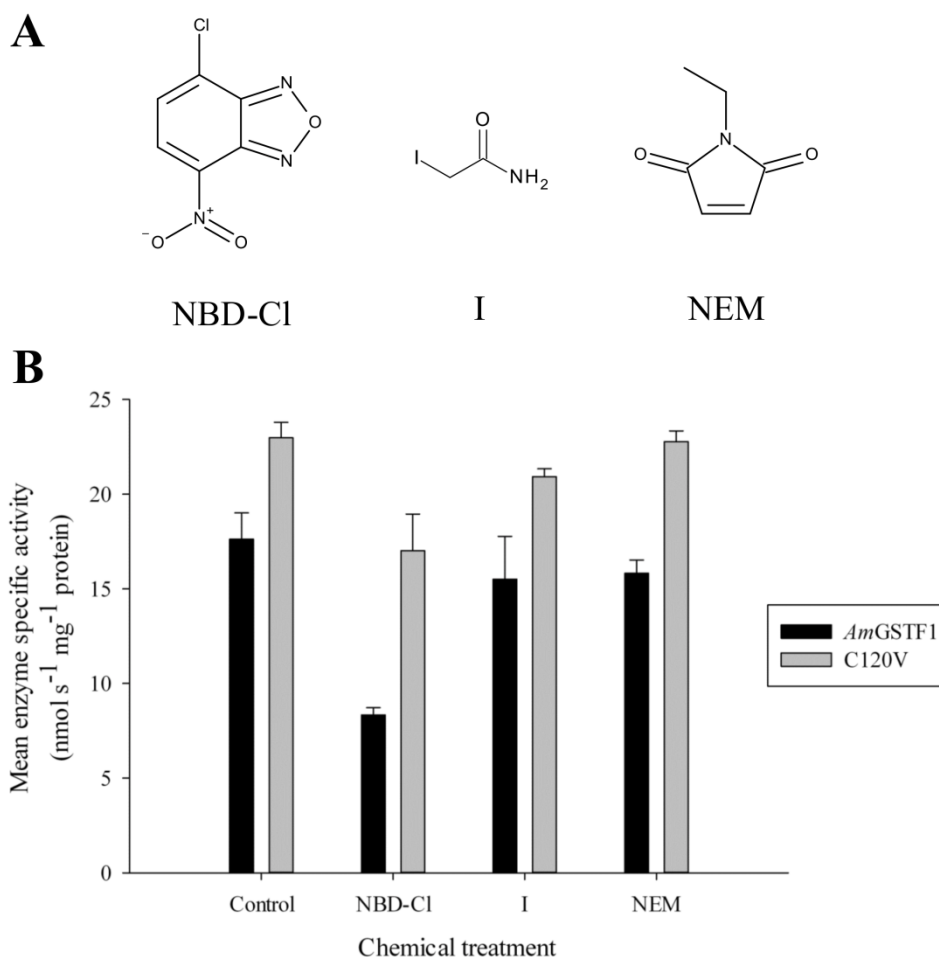 A
Cl
N
O
N
N+
-O
O
NBD-Cl
O
I
NH2
I
N
O
O
NEM
B
Mean enzyme specific activity
(nmol s-1 mg-1 protein)
25
20
15
10
5
0
Control
NBD-Cl
I
NEM
Chemical treatment
AmGSTF1
C120V